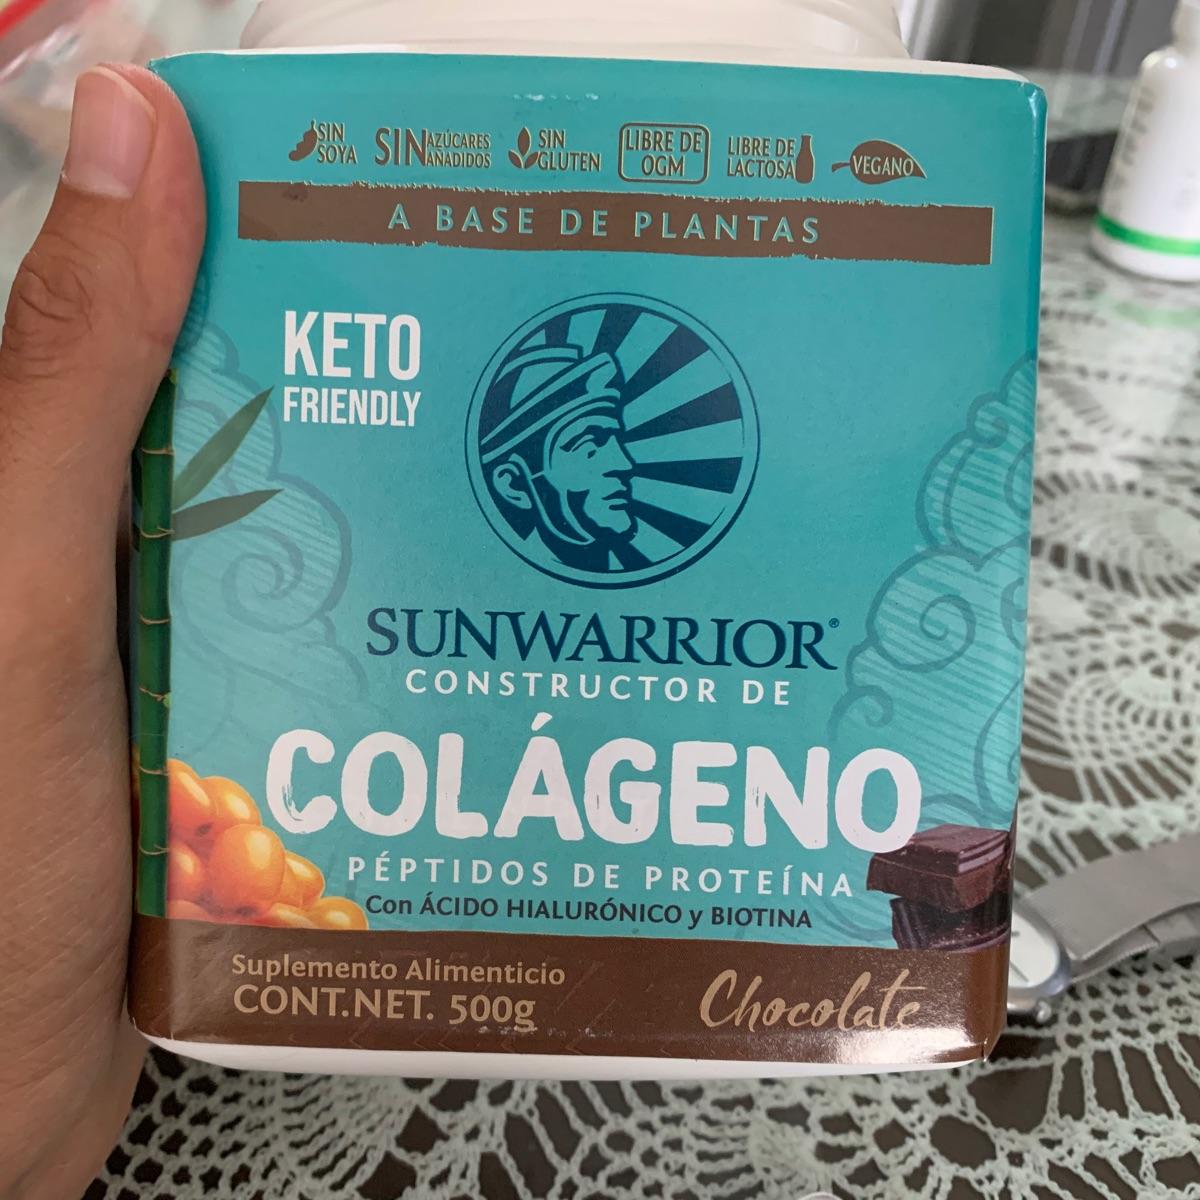 SIN SOYA
SIN AZÚCARES AÑADIDOS
SIN GLUTEN
LIBRE DE OGM
LIBRE DE LACTOSA
VEGANO
A BASE DE PLANTAS
KETO
FRIENDLY
SUNWARRIOR®
CONSTRUCTOR DE
COLÁGENO
PÉPTIDOS DE PROTEÍNA
Con ÁCIDO HIALURÓNICO y BIOTINA
Suplemento Alimenticio
CONT.NET. 500g
Chocolate